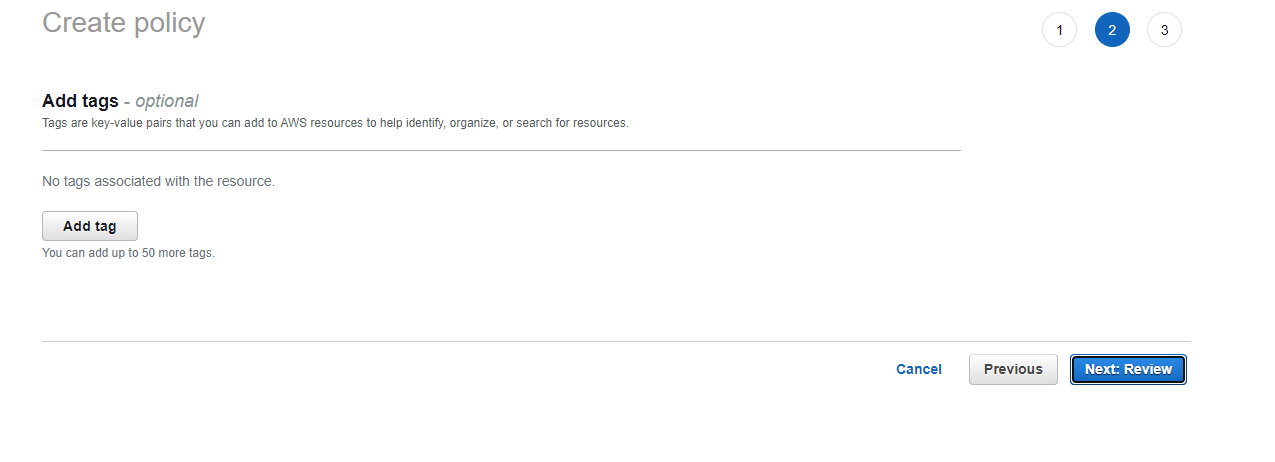 Create policy
1 2 3
Add tags - optional
Tags are key-value pairs that you can add to AWS resources to help identify, organize, or search for resources.
No tags associated with the resource.
Add tag
You can add up to 50 more tags.
Cancel Previous Next: Review